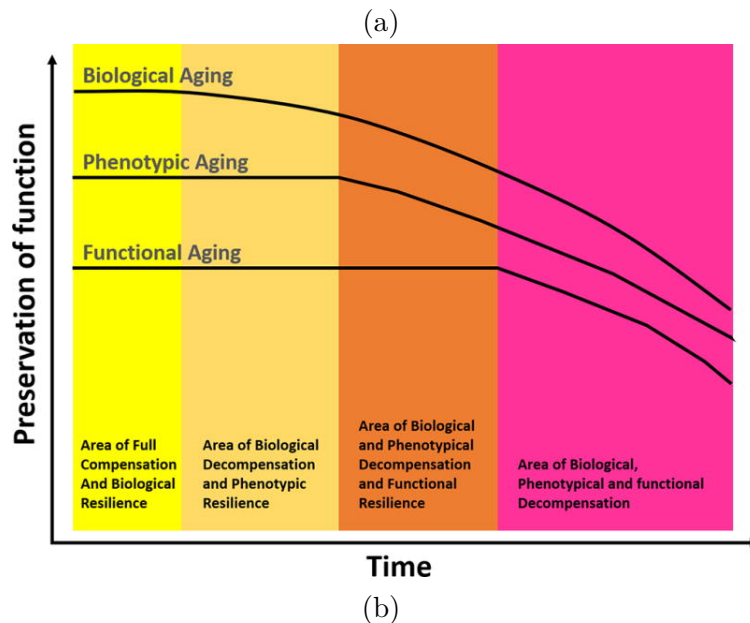 (a)
Biological Aging
Phenotypic Aging
Functional Aging
Preservation of function
Area of Full
Compensation
And Biological
Resilience
Area of Biological
Decompensation
and Phenotypic
Resilience
Area of Biological
and Phenotypical
Decompensation
and Functional
Resilience
Area of Biological,
Phenotypical and functional
Decompensation
Time
(b)